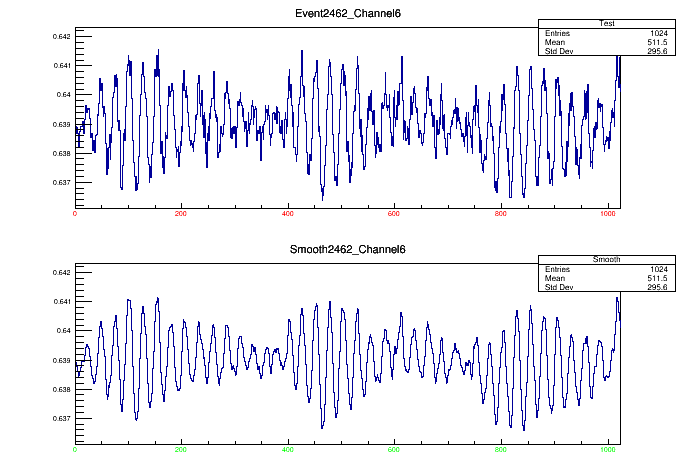 Event2462_Channel6
Test
Entries 1024
Mean 511.5
Std Dev 295.6
0.642
0.641
0.64
0.639
0.638
0.637
0 200 400 600 800 1000
Smooth2462_Channel6
Smooth
Entries 1024
Mean 511.5
Std Dev 295.6
0.642
0.641
0.64
0.639
0.638
0.637
0 200 400 600 800 1000